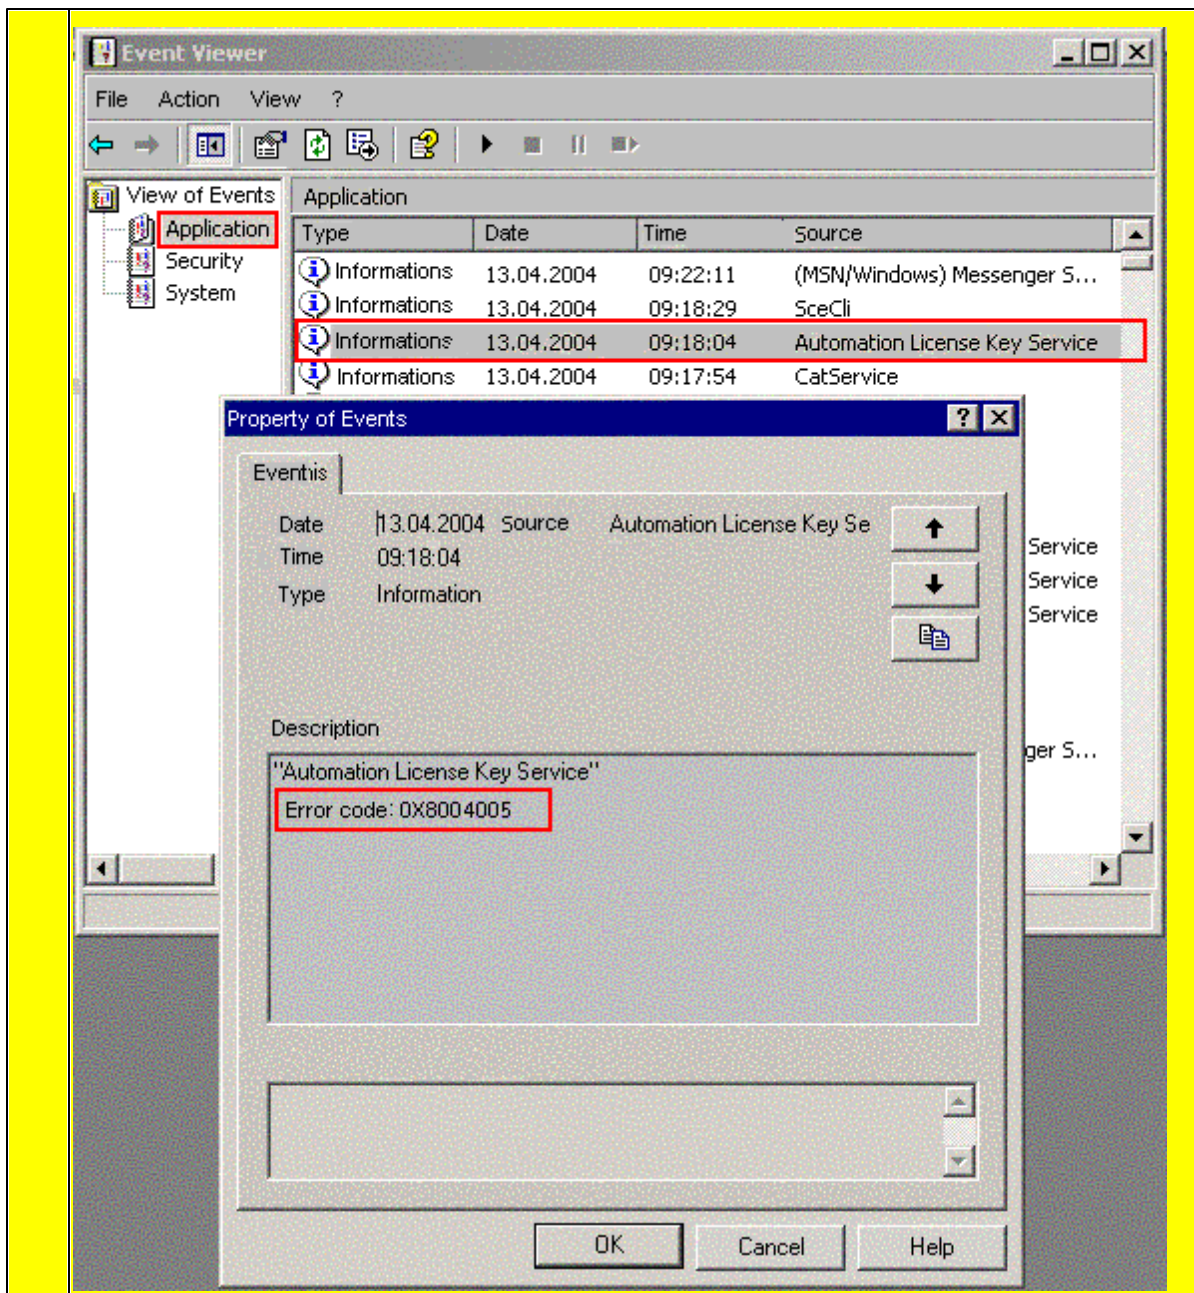 Event Viewer
File Action View ?
View of Events
Application
Security
System
Application
Type Date Time Source
Informations 13.04.2004 09:22:11 (MSN/Windows) Messenger S...
Informations 13.04.2004 09:18:29 SceCli
Informations 13.04.2004 09:18:04 Automation License Key Service
Informations 13.04.2004 09:17:54 CatService
Service
Service
Service
ger S...
Property of Events
Eventhis
Date 13.04.2004 Source Automation License Key Se
Time 09:18:04
Type Information
Description
"Automation License Key Service"
Error code: 0X8004005
OK Cancel Help